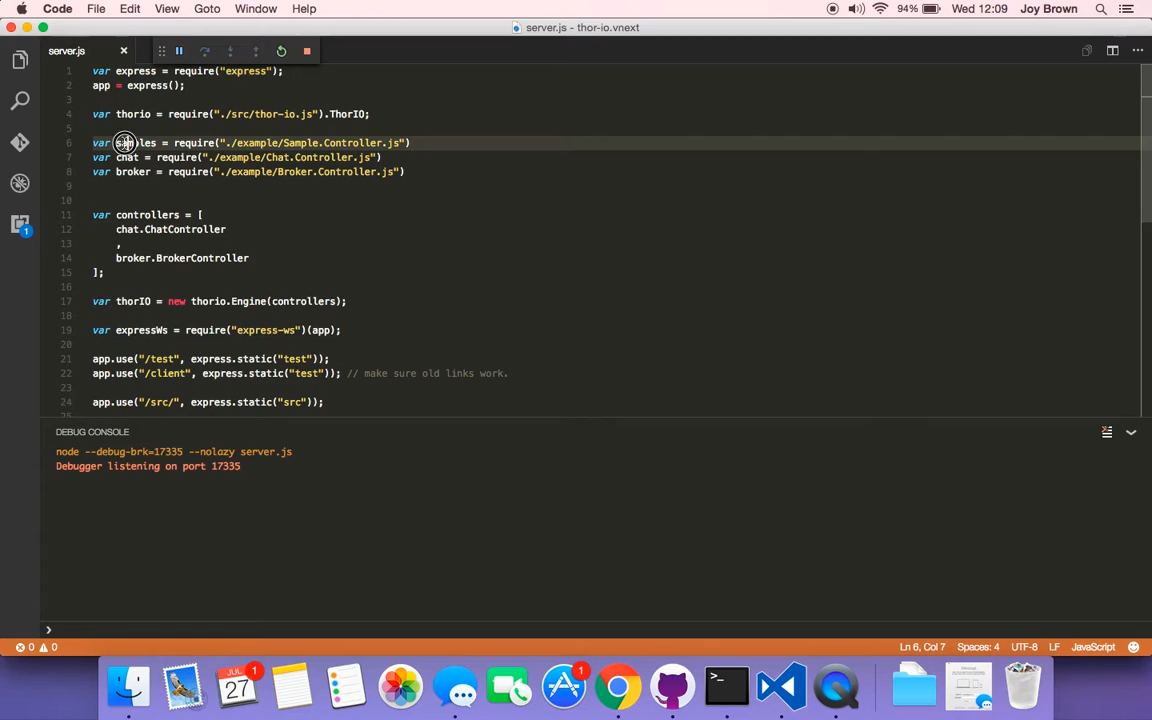 Code File Edit View Goto Window Help 94% Wed 12:09 Joy Brown
server.js - thor-io.vnext
server.js
1 var express = require("express");
2 app = express();
3
4 var thorio = require("./src/thor-io.js").ThorIO;
5
6 var samples = require("./example/Sample.Controller.js")
7 var chat = require("./example/Chat.Controller.js")
8 var broker = require("./example/Broker.Controller.js")
9
10
11 var controllers = [
12 chat.ChatController
13 ,
14 broker.BrokerController
15 ];
16
17 var thorIO = new thorio.Engine(controllers);
18
19 var expressWs = require("express-ws")(app);
20
21 app.use("/test", express.static("test"));
22 app.use("/client", express.static("test")); // make sure old links work.
23
24 app.use("/src/", express.static("src"));
25
1
DEBUG CONSOLE
node --debug-brk=17335 --nolazy server.js
Debugger listening on port 17335
0 0 Ln 6, Col 7 Spaces: 4 UTF-8 LF JavaScript
JUL 27 1 1 1